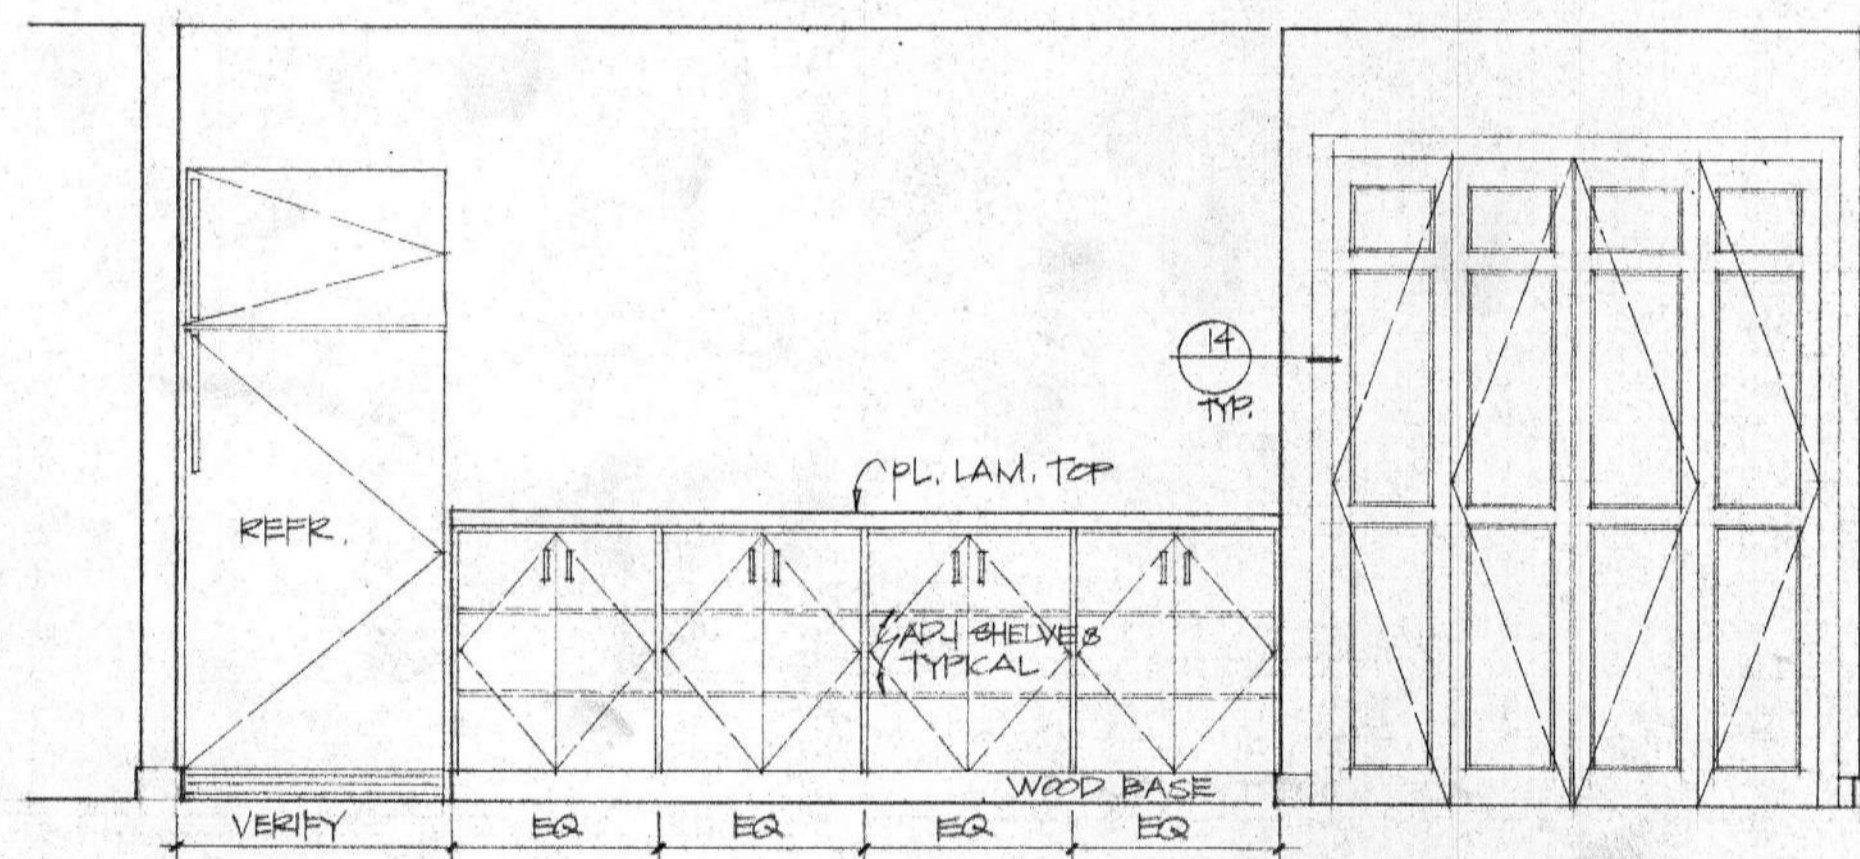 14
TYP.
PL. LAM. TOP
REFR.
ADJ SHELVES
TYPICAL
WOOD BASE
VERIFY EQ EQ EQ EQ